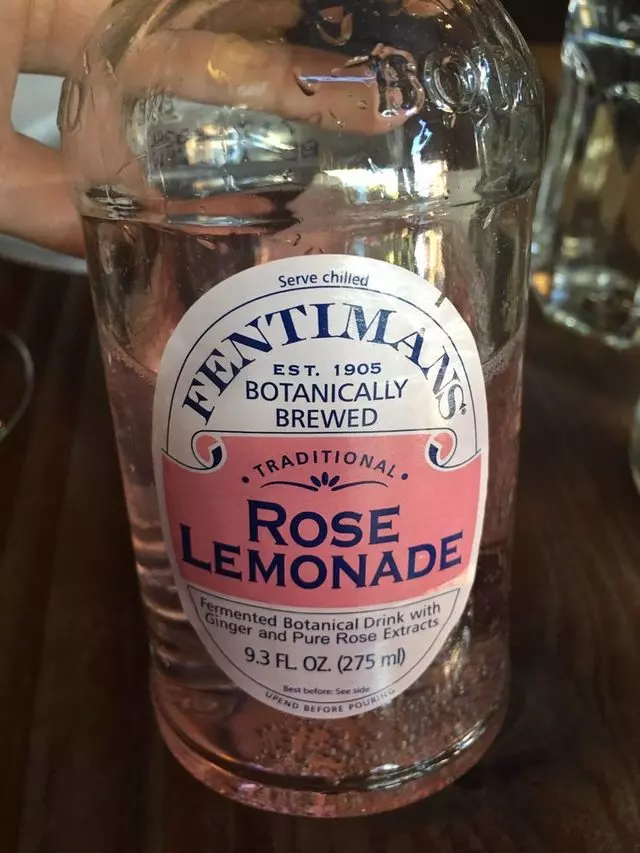 Serve chilled
FENTIMANS
EST. 1905
BOTANICALLY
BREWED
• TRADITIONAL •
ROSE
LEMONADE
Fermented Botanical Drink with
Ginger and Pure Rose Extracts
9.3 FL. OZ. (275 ml)
Best before: See side
UPEND BEFORE POURING